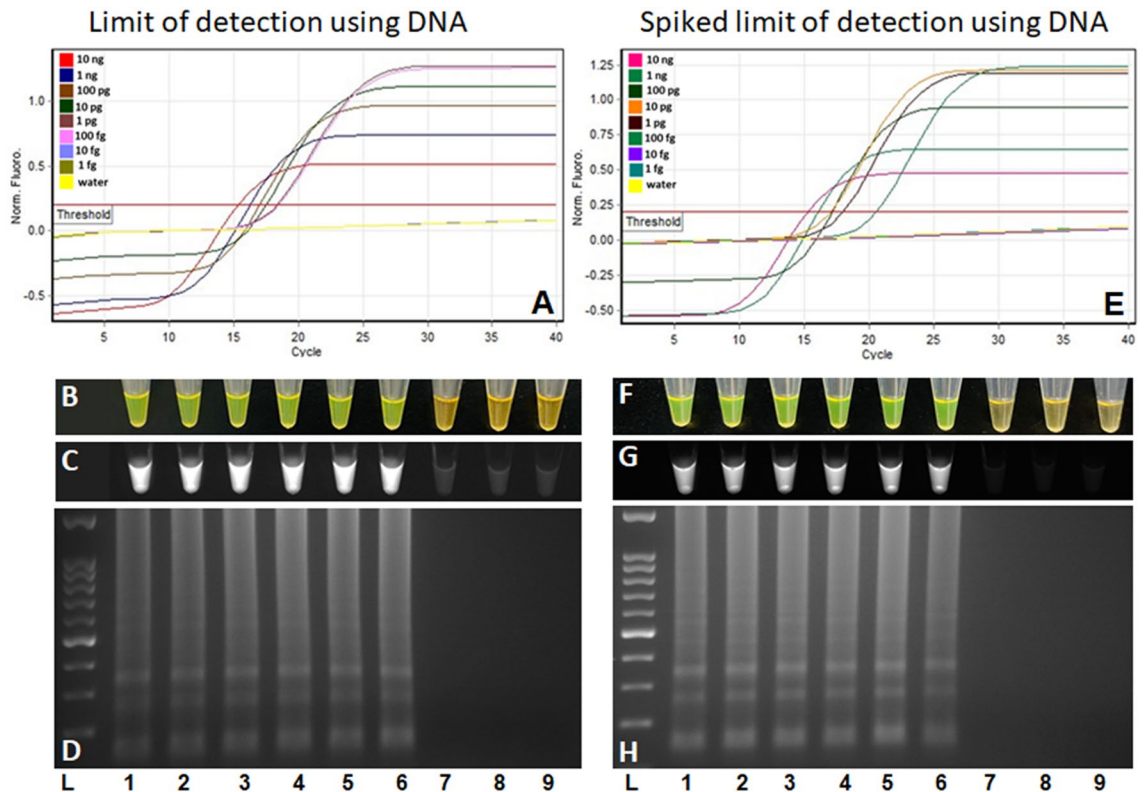 Limit of detection using DNA
Spiked limit of detection using DNA
10 ng
1 ng
100 pg
10 pg
1 pg
100 fg
10 fg
1 fg
water
Norm. Fluoro.
1.0
0.5
0.0
-0.5
Threshold
5
10
15
20
25
30
35
40
Cycle
A
10 ng
1 ng
100 pg
10 pg
1 pg
100 fg
10 fg
1 fg
water
Norm. Fluoro.
1.25
1.00
0.75
0.50
0.25
0.00
-0.25
-0.50
Threshold
5
10
15
20
25
30
35
40
Cycle
E
B
F
C
G
D
H
L 1 2 3 4 5 6 7 8 9
L 1 2 3 4 5 6 7 8 9